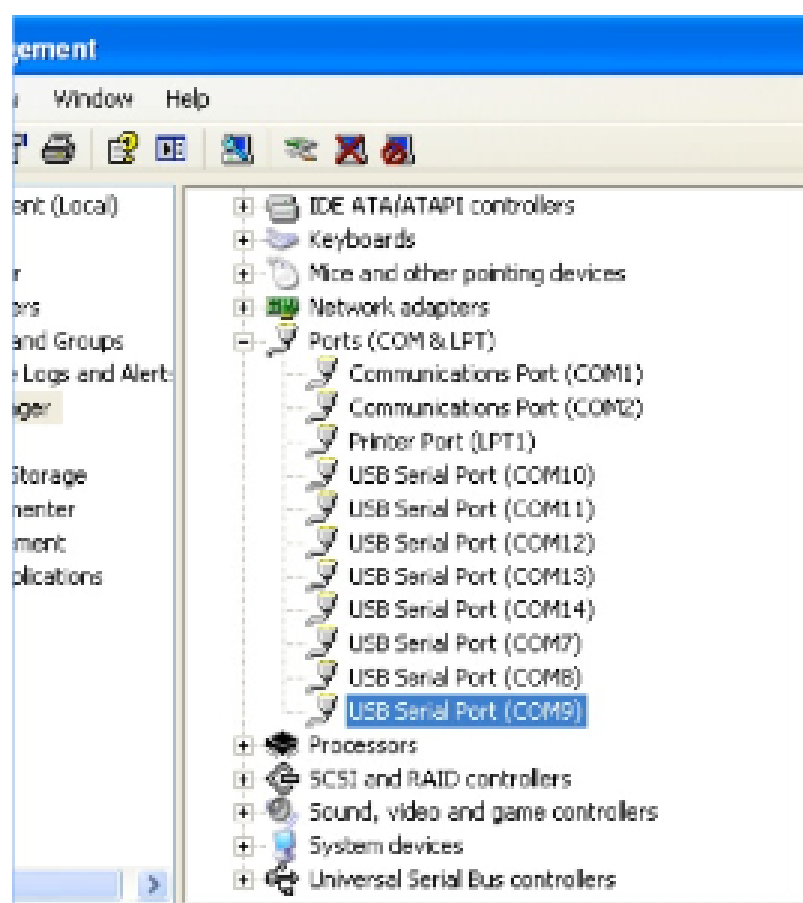 gement
Window Help
ent (Local)
r
ers
and Groups
e Logs and Alert:
ager
Storage
menter
ement
plications
IDE ATA/ATAPI controllers
Keyboards
Mice and other pointing devices
Network adapters
Ports (COM & LPT)
Communications Port (COM1)
Communications Port (COM2)
Printer Port (LPT1)
USB Serial Port (COM10)
USB Serial Port (COM11)
USB Serial Port (COM12)
USB Serial Port (COM13)
USB Serial Port (COM14)
USB Serial Port (COM7)
USB Serial Port (COM8)
USB Serial Port (COM9)
Processors
SCSI and RAID controllers
Sound, video and game controllers
System devices
Universal Serial Bus controllers